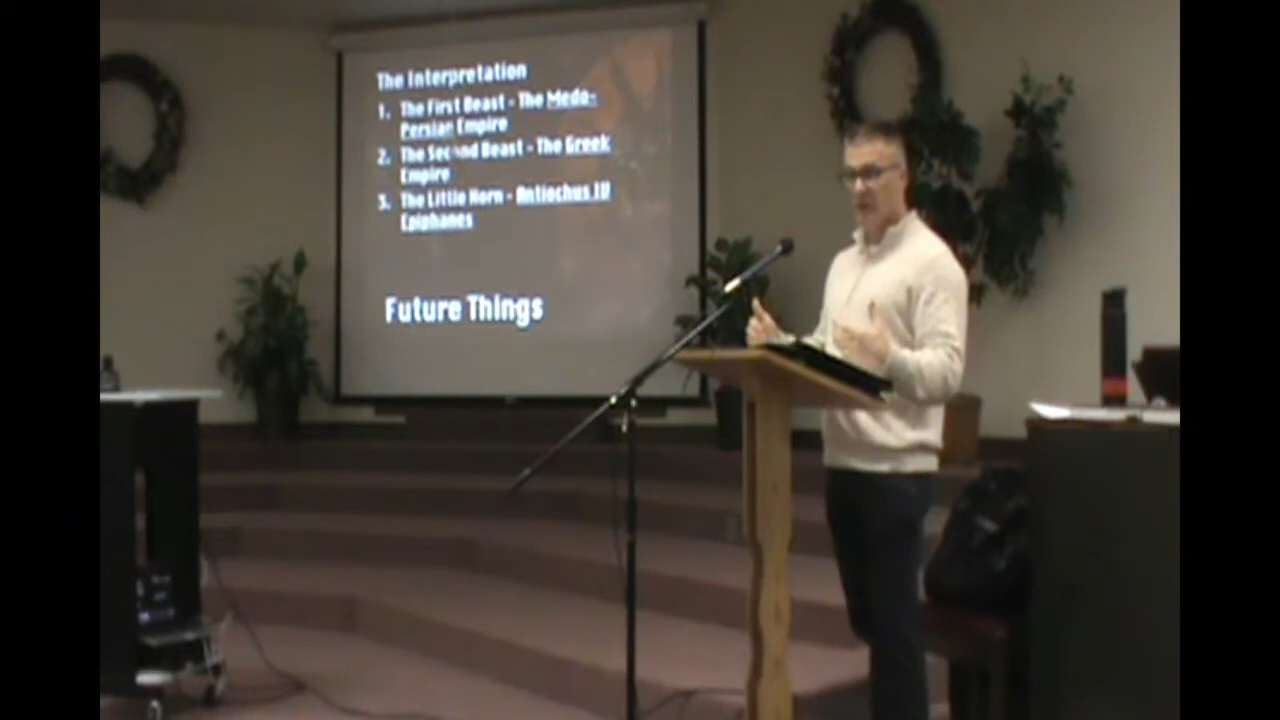 The Interpretation
1. The First Beast - The Medo-
Persian Empire
2. The Second Beast - The Greek
Empire
3. The Little Horn - Antiochus IV
Epiphanes
Future Things